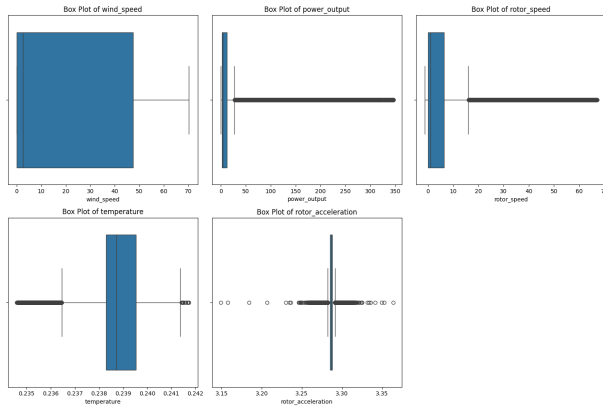 Box Plot of wind_speed
0 10 20 30 40 50 60 70
wind_speed
Box Plot of power_output
0 50 100 150 200 250 300 350
power_output
Box Plot of rotor_speed
0 10 20 30 40 50 60 70
rotor_speed
Box Plot of temperature
0.235 0.236 0.237 0.238 0.239 0.240 0.241 0.242
temperature
Box Plot of rotor_acceleration
3.15 3.20 3.25 3.30 3.35
rotor_acceleration